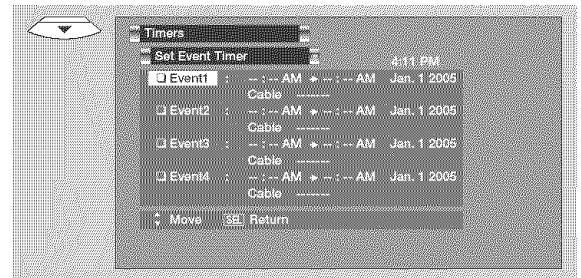 Timers
Set Event Timer
4:11 PM
❏ Event1 : -- : -- AM ➔ -- : -- AM Jan. 1 2005
Cable -------
❏ Event2 : -- : -- AM ➔ -- : -- AM Jan. 1 2005
Cable -------
❏ Event3 : -- : -- AM ➔ -- : -- AM Jan. 1 2005
Cable -------
❏ Event4 : -- : -- AM ➔ -- : -- AM Jan. 1 2005
Cable -------
Move SEL Return